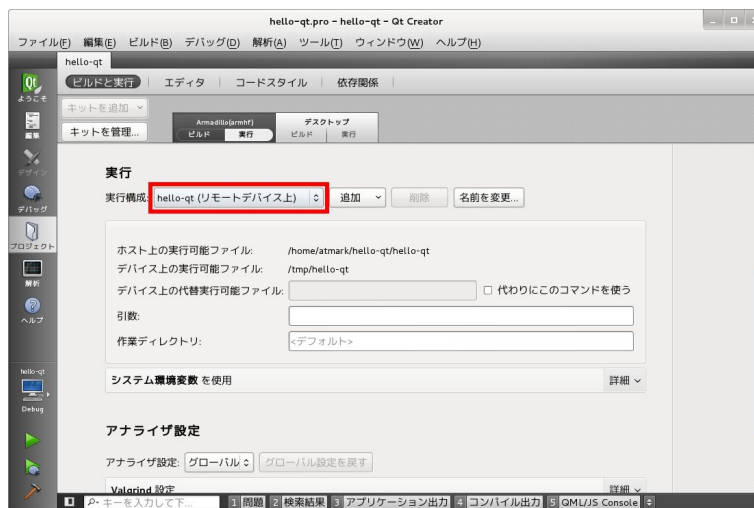 hello-qt.pro - hello-qt - Qt Creator
ファイル(F) 編集(E) ビルド(B) デバッグ(D) 解析(A) ツール(T) ウィンドウ(W) ヘルプ(H)
hello-qt
ビルドと実行 エディタ コードスタイル 依存関係
ようこそ
キットを追加
キットを管理...
Armadillo(armhf)
ビルド 実行
デスクトップ
ビルド 実行
編集
デザイン
デバッグ
プロジェクト
解析
ヘルプ
hello-qt
Debug
実行
実行構成: hello-qt (リモートデバイス上) 追加 削除 名前を変更...
ホスト上の実行可能ファイル: /home/atmark/hello-qt/hello-qt
デバイス上の実行可能ファイル: /tmp/hello-qt
デバイス上の代替実行可能ファイル: 代わりにこのコマンドを使う
引数:
作業ディレクトリ: <デフォルト>
システム環境変数 を使用 詳細
アナライザ設定
アナライザ設定: グローバル グローバル設定を戻す
Valgrind 設定 詳細
キーを入力して下... 1 問題 2 検索結果 3 アプリケーション出力 4 コンパイル出力 5 QML/JS Console